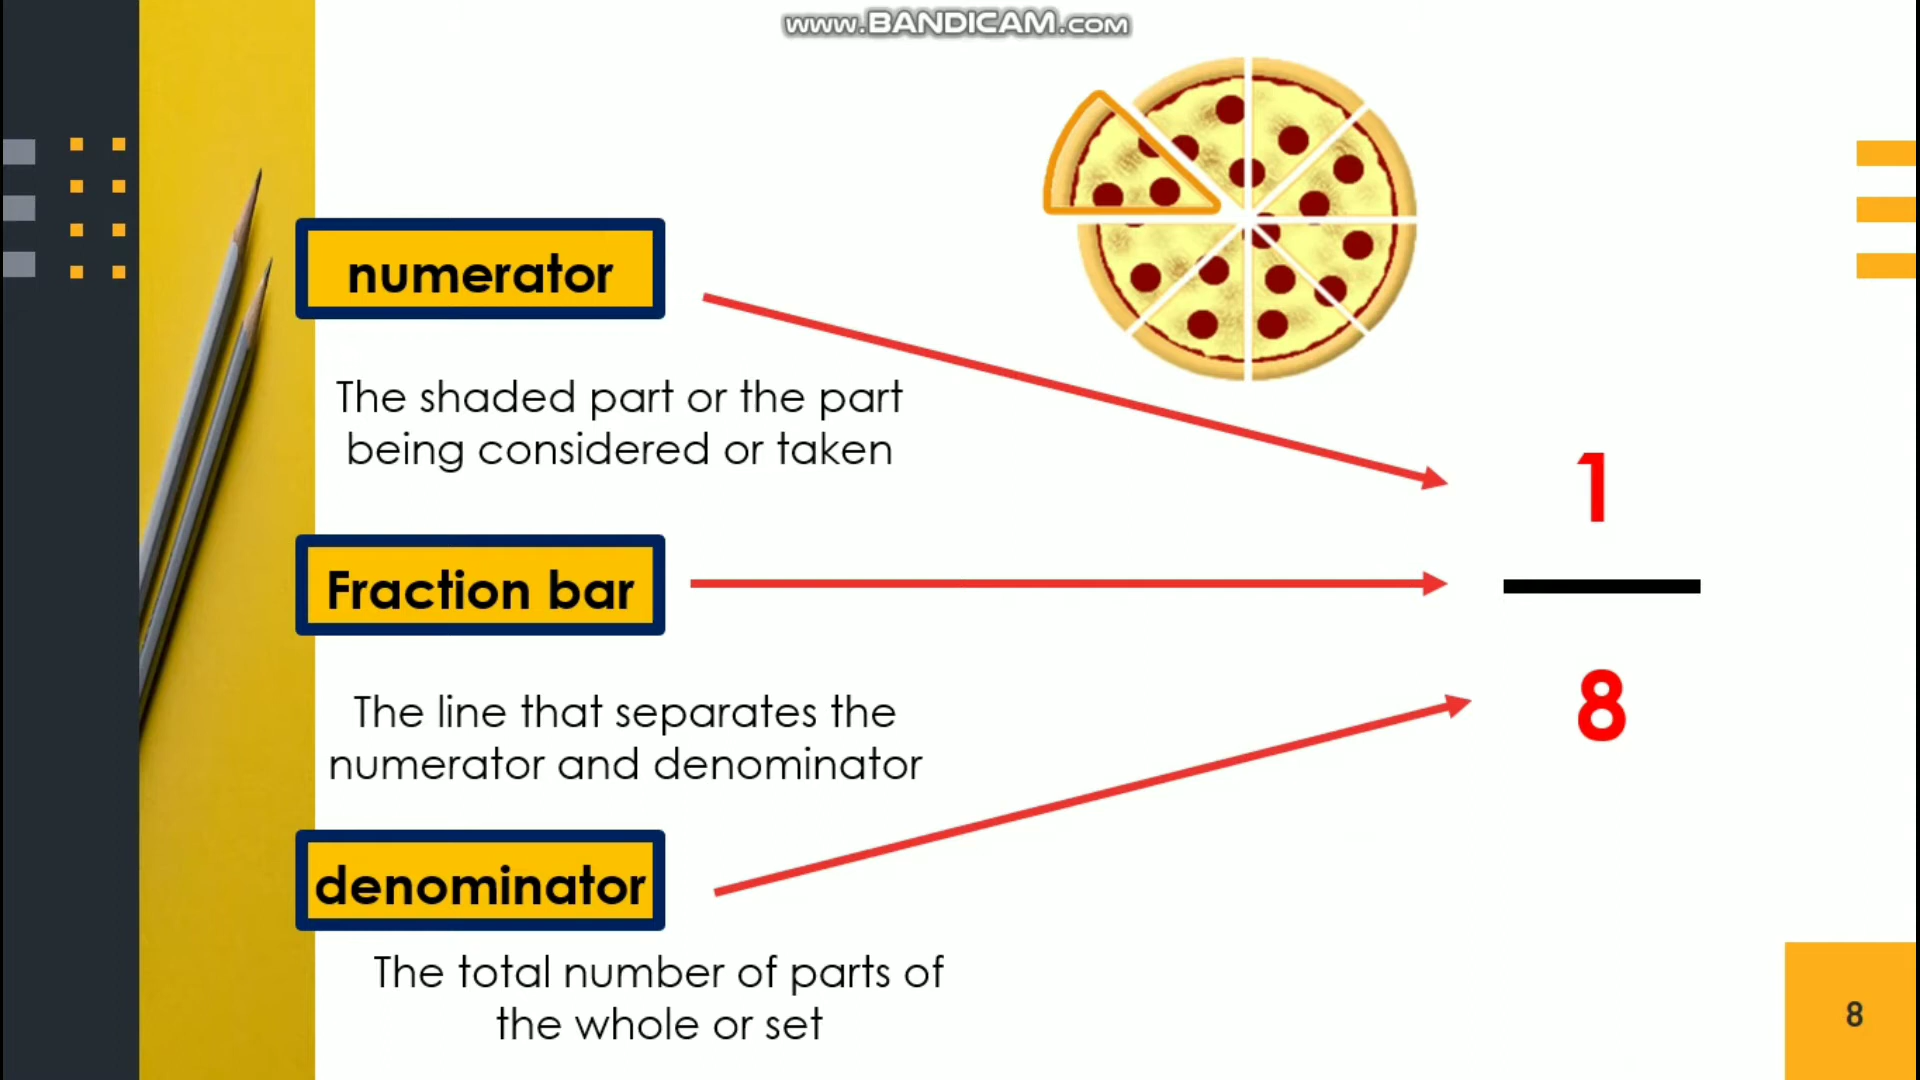 www.BANDICAM.com
numerator
The shaded part or the part
being considered or taken
1
Fraction bar
The line that separates the
numerator and denominator
8
denominator
The total number of parts of
the whole or set
8